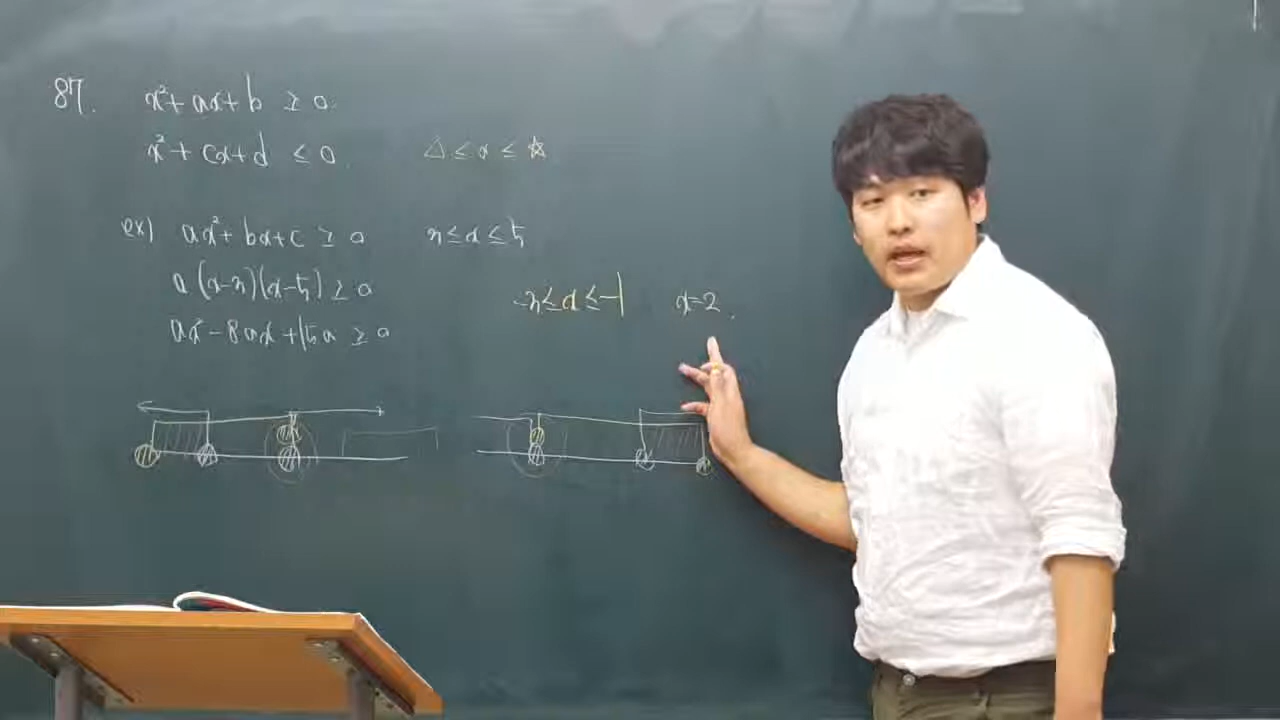 87. x²+ax+b ≥ 0
x²+cx+d ≤ 0. △≤x≤☆
ex) ax²+bx+c ≥ 0 3≤x≤5
a(x-3)(x-5) ≥ 0
-3≤x≤-1 x=2.
ax²-8ax+15a ≥ 0